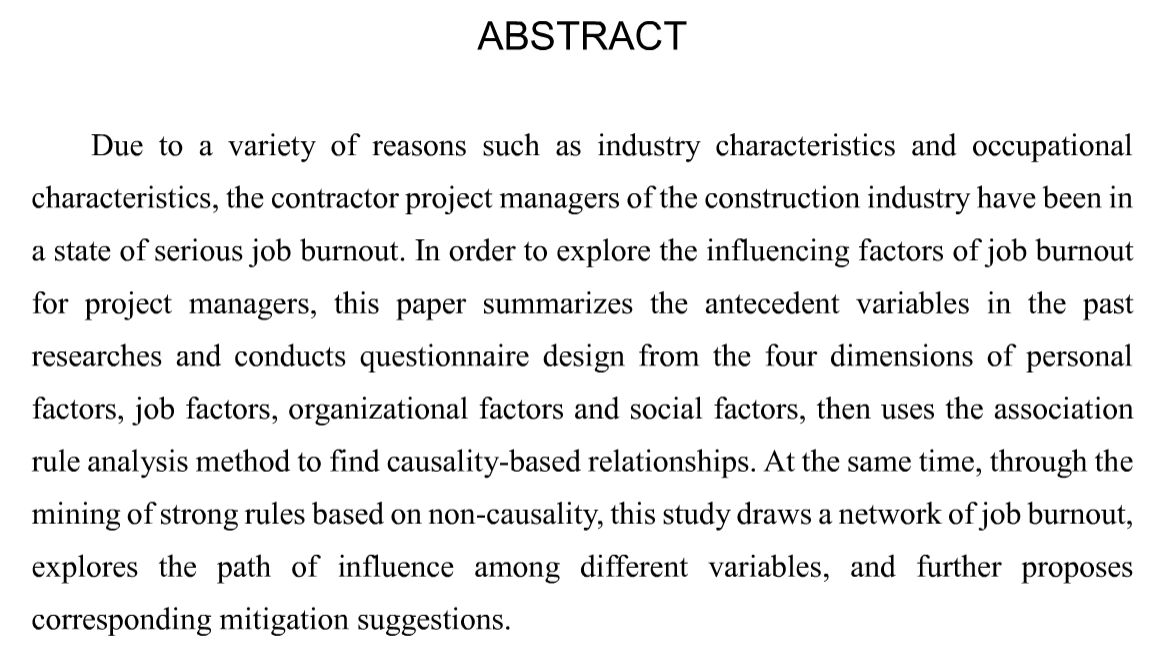 ABSTRACT
Due to a variety of reasons such as industry characteristics and occupational
characteristics, the contractor project managers of the construction industry have been in
a state of serious job burnout. In order to explore the influencing factors of job burnout
for project managers, this paper summarizes the antecedent variables in the past
researches and conducts questionnaire design from the four dimensions of personal
factors, job factors, organizational factors and social factors, then uses the association
rule analysis method to find causality-based relationships. At the same time, through the
mining of strong rules based on non-causality, this study draws a network of job burnout,
explores the path of influence among different variables, and further proposes
corresponding mitigation suggestions.